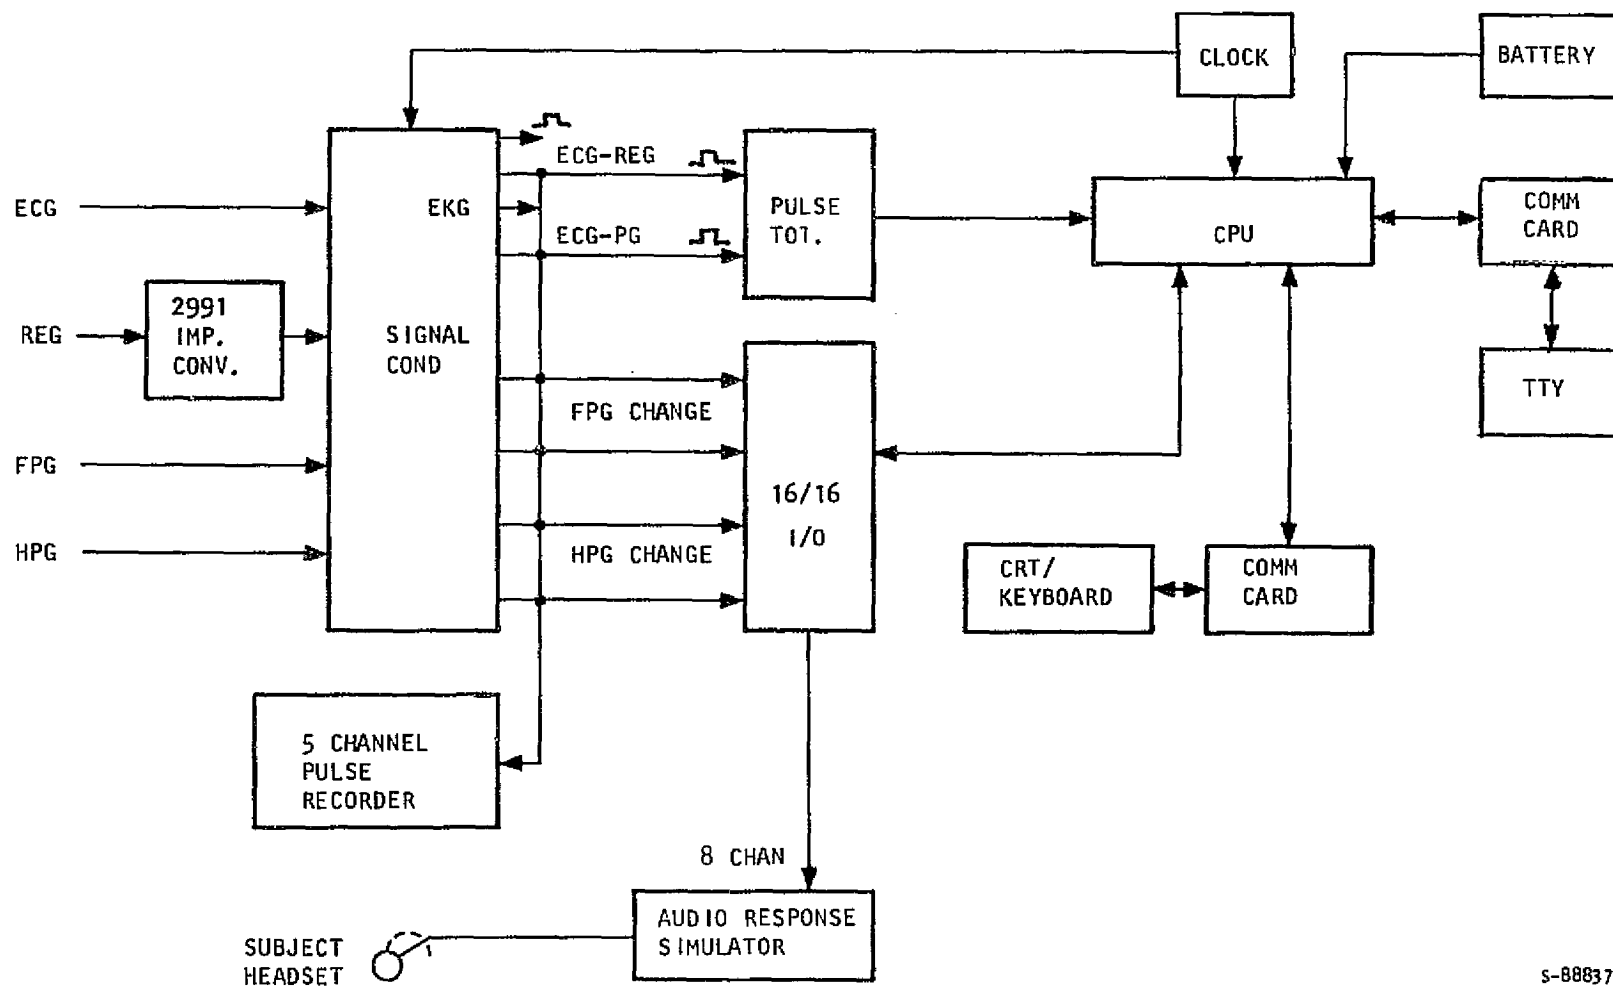 CLOCK
BATTERY
ECG-REG
ECG
EKG
PULSE
TOT.
ECG-PG
CPU
COMM
CARD
2991
IMP.
CONV.
REG
SIGNAL
COND
TTY
FPG CHANGE
FPG
16/16
I/O
HPG
HPG CHANGE
CRT/
KEYBOARD
COMM
CARD
5 CHANNEL
PULSE
RECORDER
8 CHAN
AUDIO RESPONSE
SIMULATOR
SUBJECT
HEADSET
S-88837